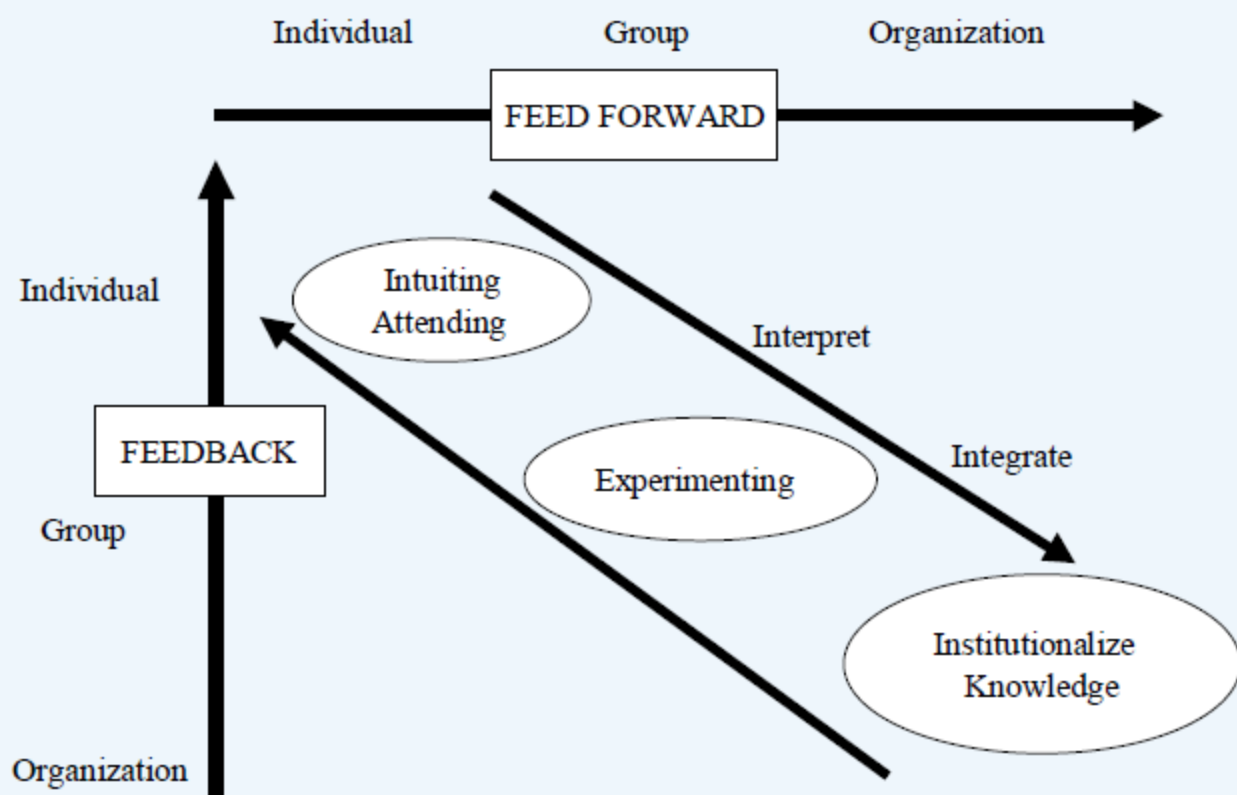 Individual
Group
Organization
FEED FORWARD
Individual
Intuiting
Attending
Interpret
FEEDBACK
Integrate
Experimenting
Group
Institutionalize
Knowledge
Organization